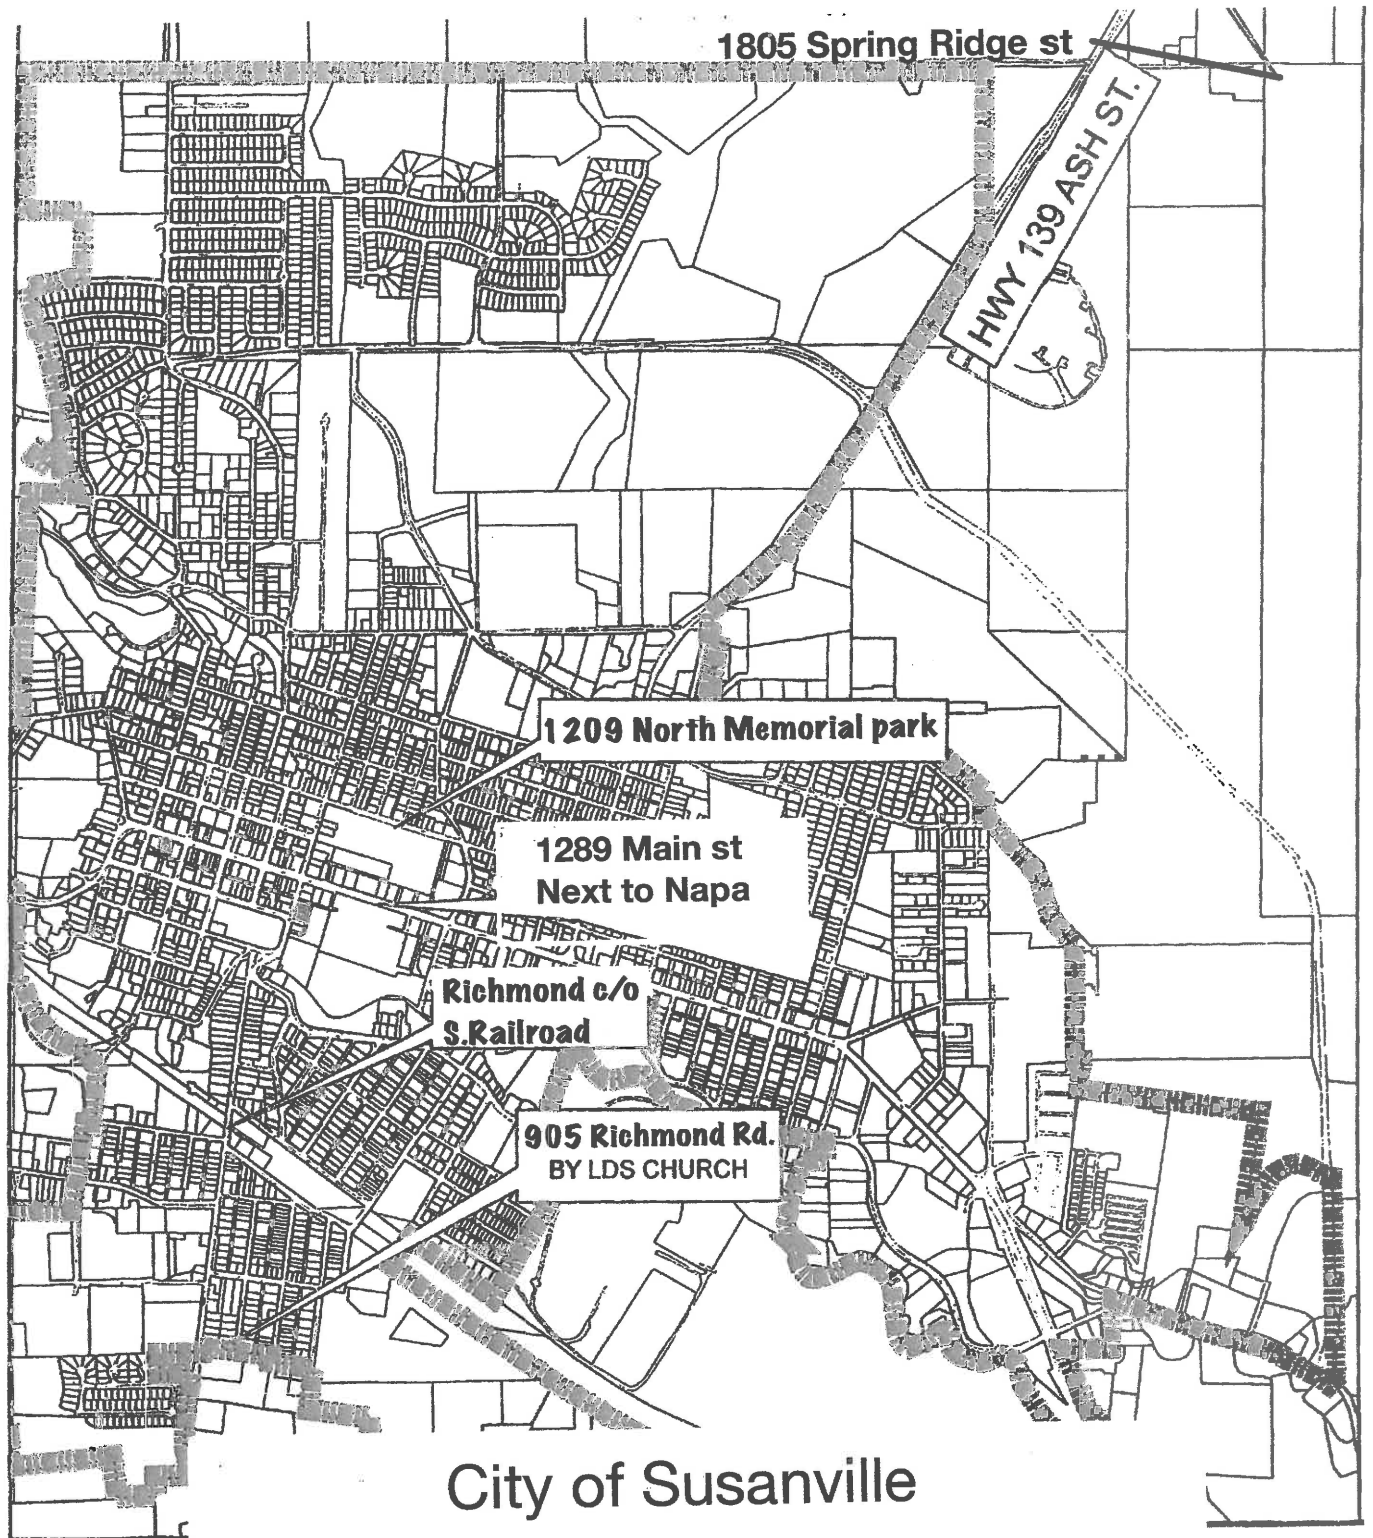 1805 Spring Ridge st
HWY 139 ASH ST.
1209 North Memorial park
1289 Main st
Next to Napa
Richmond c/o
S.Railroad
905 Richmond Rd.
BY LDS CHURCH
City of Susanville